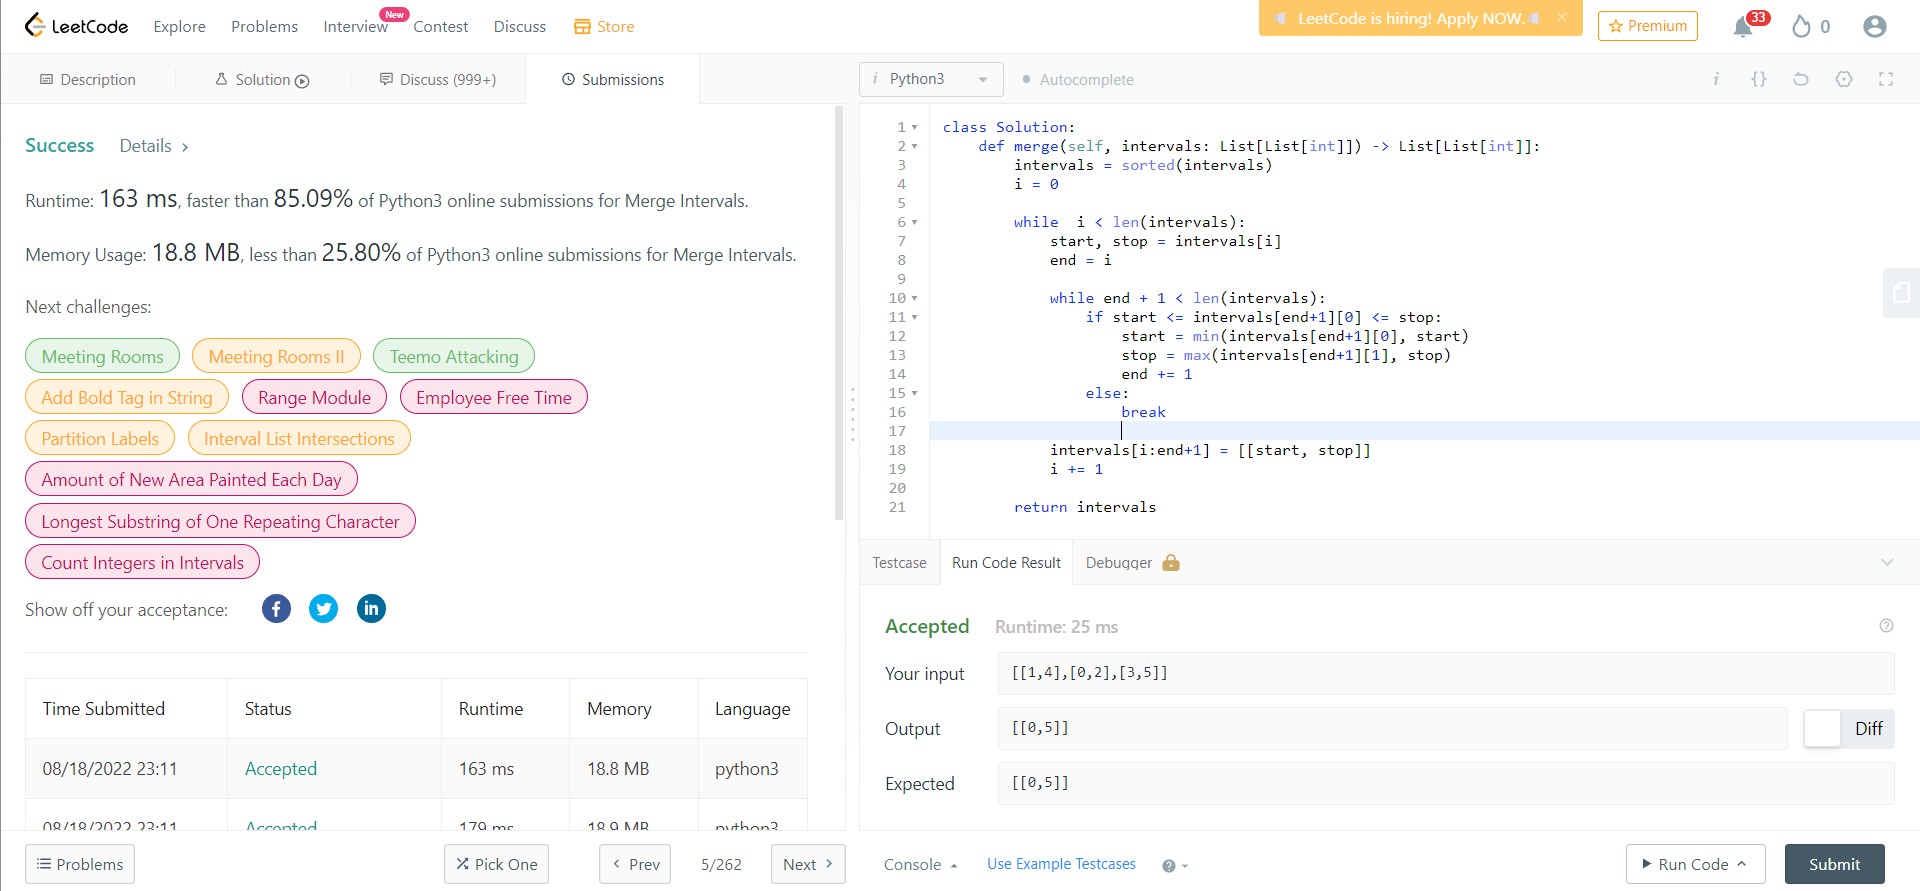 LeetCode Explore Problems Interview New Contest Discuss Store LeetCode is hiring! Apply NOW. Premium 33 0
Description Solution Discuss (999+) Submissions
Success Details >
Runtime: 163 ms, faster than 85.09% of Python3 online submissions for Merge Intervals.
Memory Usage: 18.8 MB, less than 25.80% of Python3 online submissions for Merge Intervals.
Next challenges:
Meeting Rooms Meeting Rooms II Teemo Attacking
Add Bold Tag in String Range Module Employee Free Time
Partition Labels Interval List Intersections
Amount of New Area Painted Each Day
Longest Substring of One Repeating Character
Count Integers in Intervals
Show off your acceptance:
Time Submitted Status Runtime Memory Language
08/18/2022 23:11 Accepted 163 ms 18.8 MB python3
08/18/2022 23:11 Accepted 179 ms 18.9 MB python3
Problems Pick One < Prev 5/262 Next >
i Python3 Autocomplete i {}
1 class Solution:
2 def merge(self, intervals: List[List[int]]) -> List[List[int]]:
3 intervals = sorted(intervals)
4 i = 0
5
6 while  i < len(intervals):
7 start, stop = intervals[i]
8 end = i
9
10 while end + 1 < len(intervals):
11 if start <= intervals[end+1][0] <= stop:
12 start = min(intervals[end+1][0], start)
13 stop = max(intervals[end+1][1], stop)
14 end += 1
15 else:
16 break
17
18 intervals[i:end+1] = [[start, stop]]
19 i += 1
20
21 return intervals
Testcase Run Code Result Debugger
Accepted Runtime: 25 ms
Your input [[1,4],[0,2],[3,5]]
Output [[0,5]] Diff
Expected [[0,5]]
Console Use Example Testcases Run Code Submit